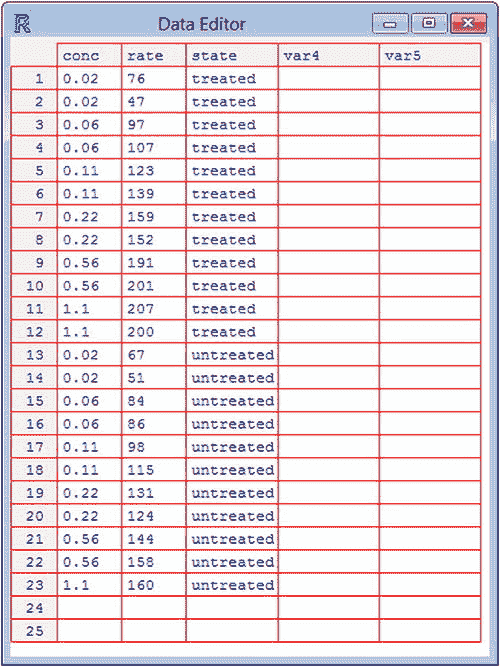 R Data Editor
conc rate state var4 var5
1 0.02 76 treated
2 0.02 47 treated
3 0.06 97 treated
4 0.06 107 treated
5 0.11 123 treated
6 0.11 139 treated
7 0.22 159 treated
8 0.22 152 treated
9 0.56 191 treated
10 0.56 201 treated
11 1.1 207 treated
12 1.1 200 treated
13 0.02 67 untreated
14 0.02 51 untreated
15 0.06 84 untreated
16 0.06 86 untreated
17 0.11 98 untreated
18 0.11 115 untreated
19 0.22 131 untreated
20 0.22 124 untreated
21 0.56 144 untreated
22 0.56 158 untreated
23 1.1 160 untreated
24
25